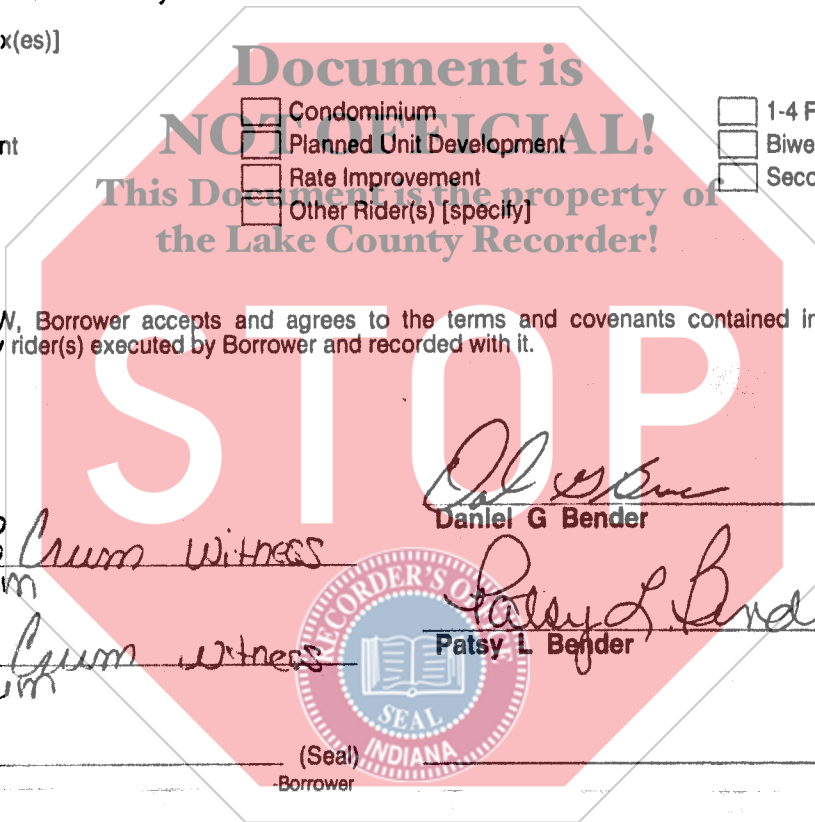 x(es)]
Document is
Condominium
1-4 F
NOT OFFICIAL!
nt
Planned Unit Development
Biwe
Rate Improvement
Seco
This Document is the property of
Other Rider(s) [specify]
the Lake County Recorder!
W, Borrower accepts and agrees to the terms and covenants contained in
rider(s) executed by Borrower and recorded with it.
STOP
Daniel G Bender
Crum Witness
Patsy L Bend
Patsy L Bender
Crum witness
RECORDER'S OFFICE
SEAL
INDIANA
(Seal)
-Borrower